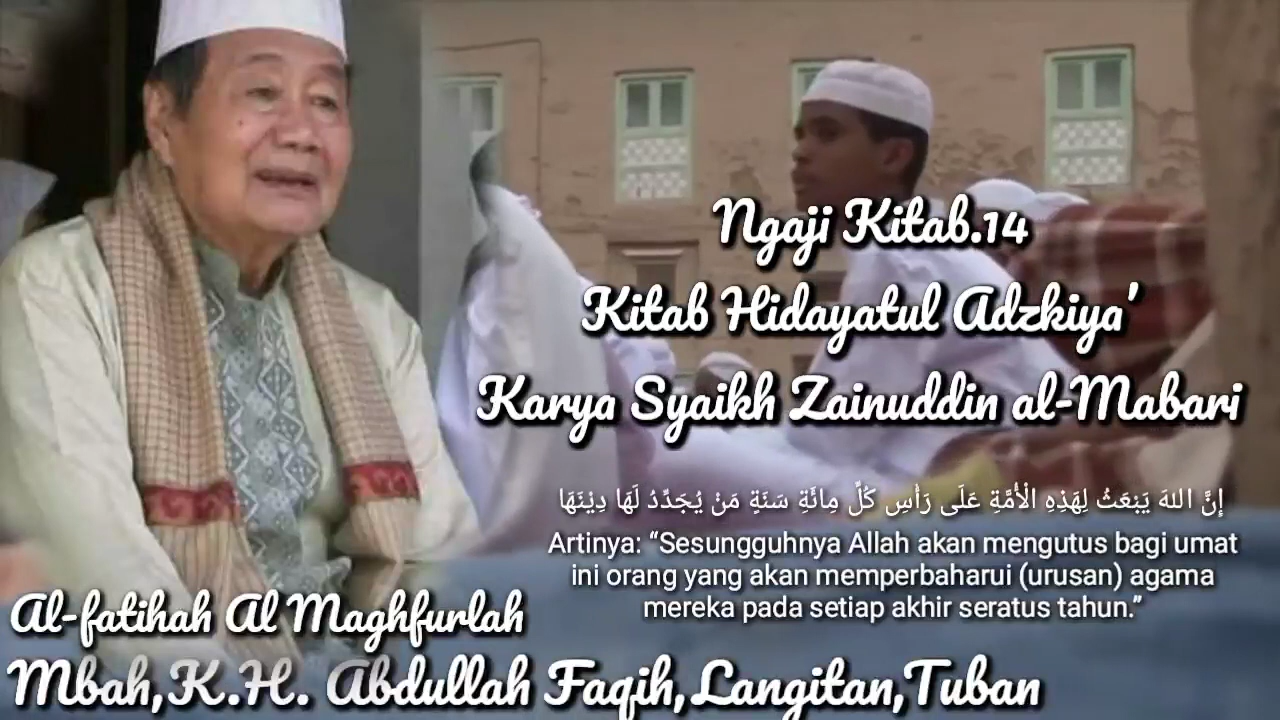 Ngaji Kitab.14
Kitab Hidayatul Adzkiya'
Karya Syaikh Zainuddin al-Mabari
إِنَّ اللهَ يَبْعَثُ لِهَذِهِ الْأُمَّةِ عَلَى رَأْسِ كُلِّ مِائَةِ سَنَةٍ مَنْ يُجَدِّدُ لَهَا دِيْنَهَا
Artinya: “Sesungguhnya Allah akan mengutus bagi umat
ini orang yang akan memperbaharui (urusan) agama
mereka pada setiap akhir seratus tahun.”
Al-fatihah Al Maghfurlah
Mbah,K.H. Abdullah Faqih,Langitan,Tuban